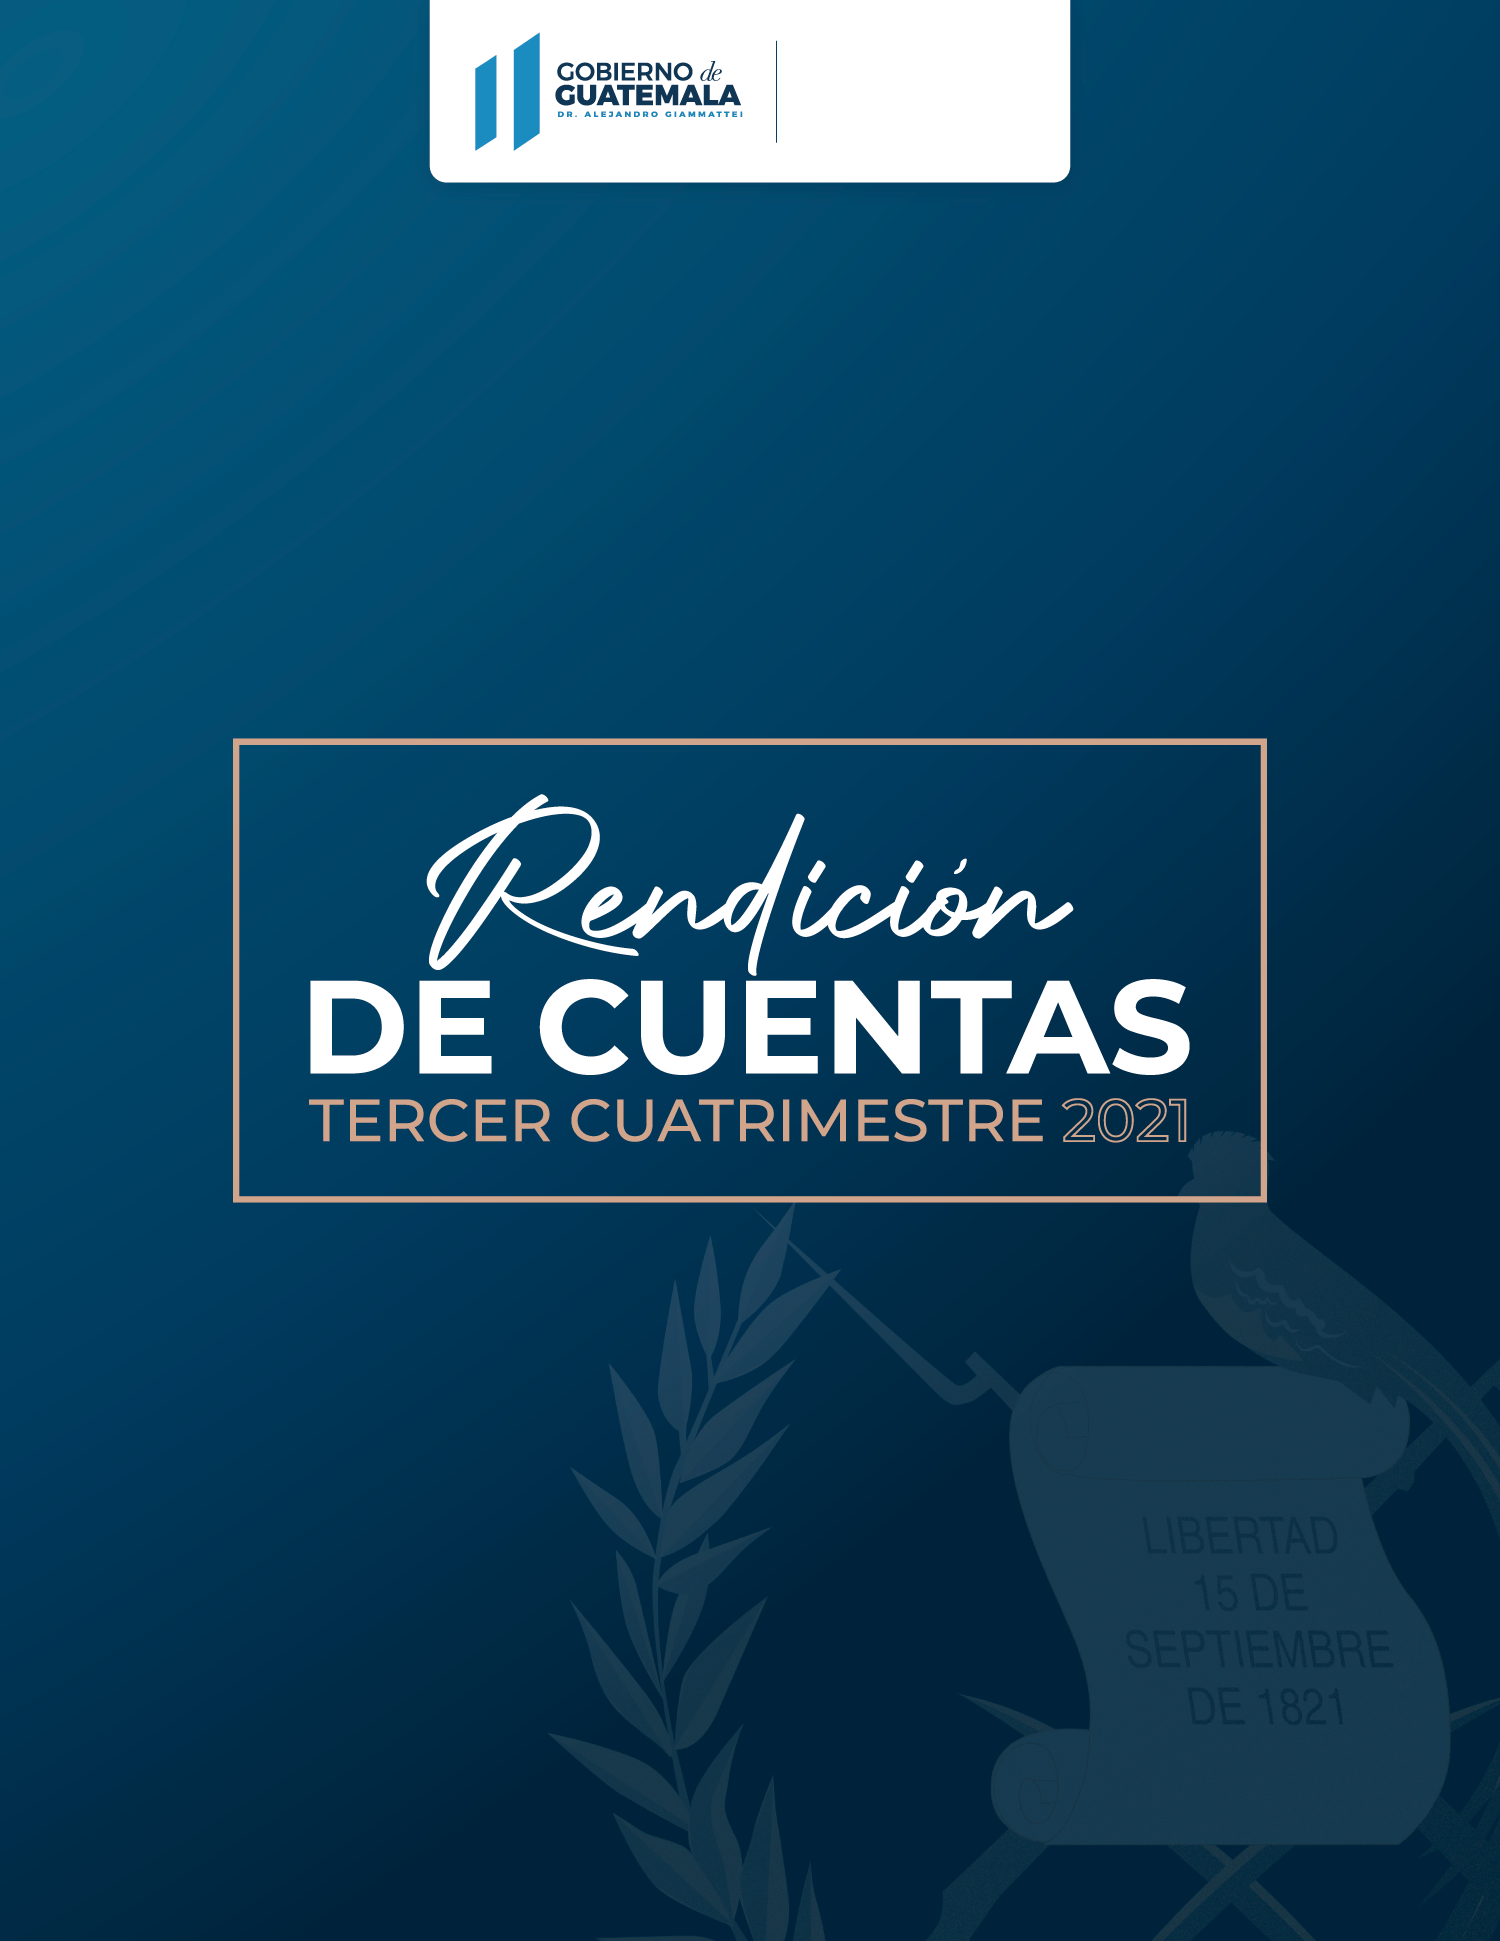 GOBIERNO de
GUATEMALA
DR. ALEJANDRO GIAMMATTEI
Rendición
DE CUENTAS
TERCER CUATRIMESTRE 2021
LIBERTAD
15 DE
SEPTIEMBRE
DE 1821